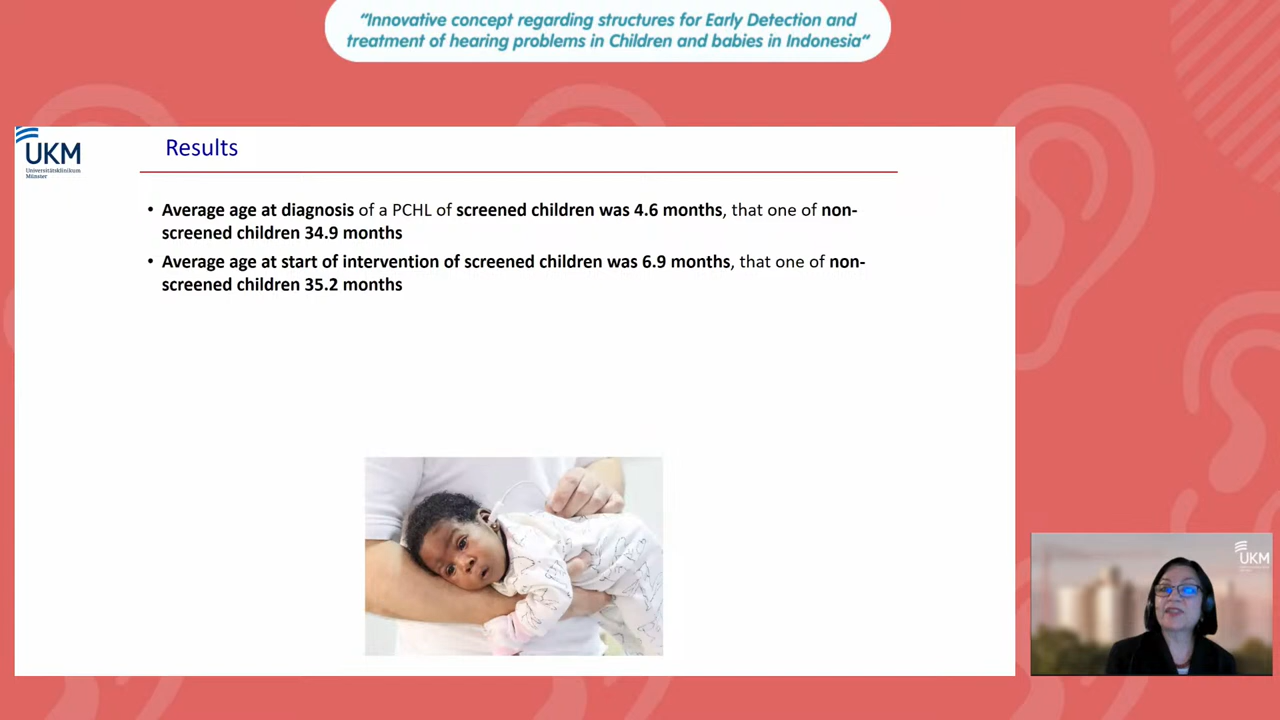 “Innovative concept regarding structures for Early Detection and
treatment of hearing problems in Children and babies in Indonesia“
UKM
Universitätsklinikum
Münster
Results
• Average age at diagnosis of a PCHL of screened children was 4.6 months, that one of non-
screened children 34.9 months
• Average age at start of intervention of screened children was 6.9 months, that one of non-
screened children 35.2 months
UKM